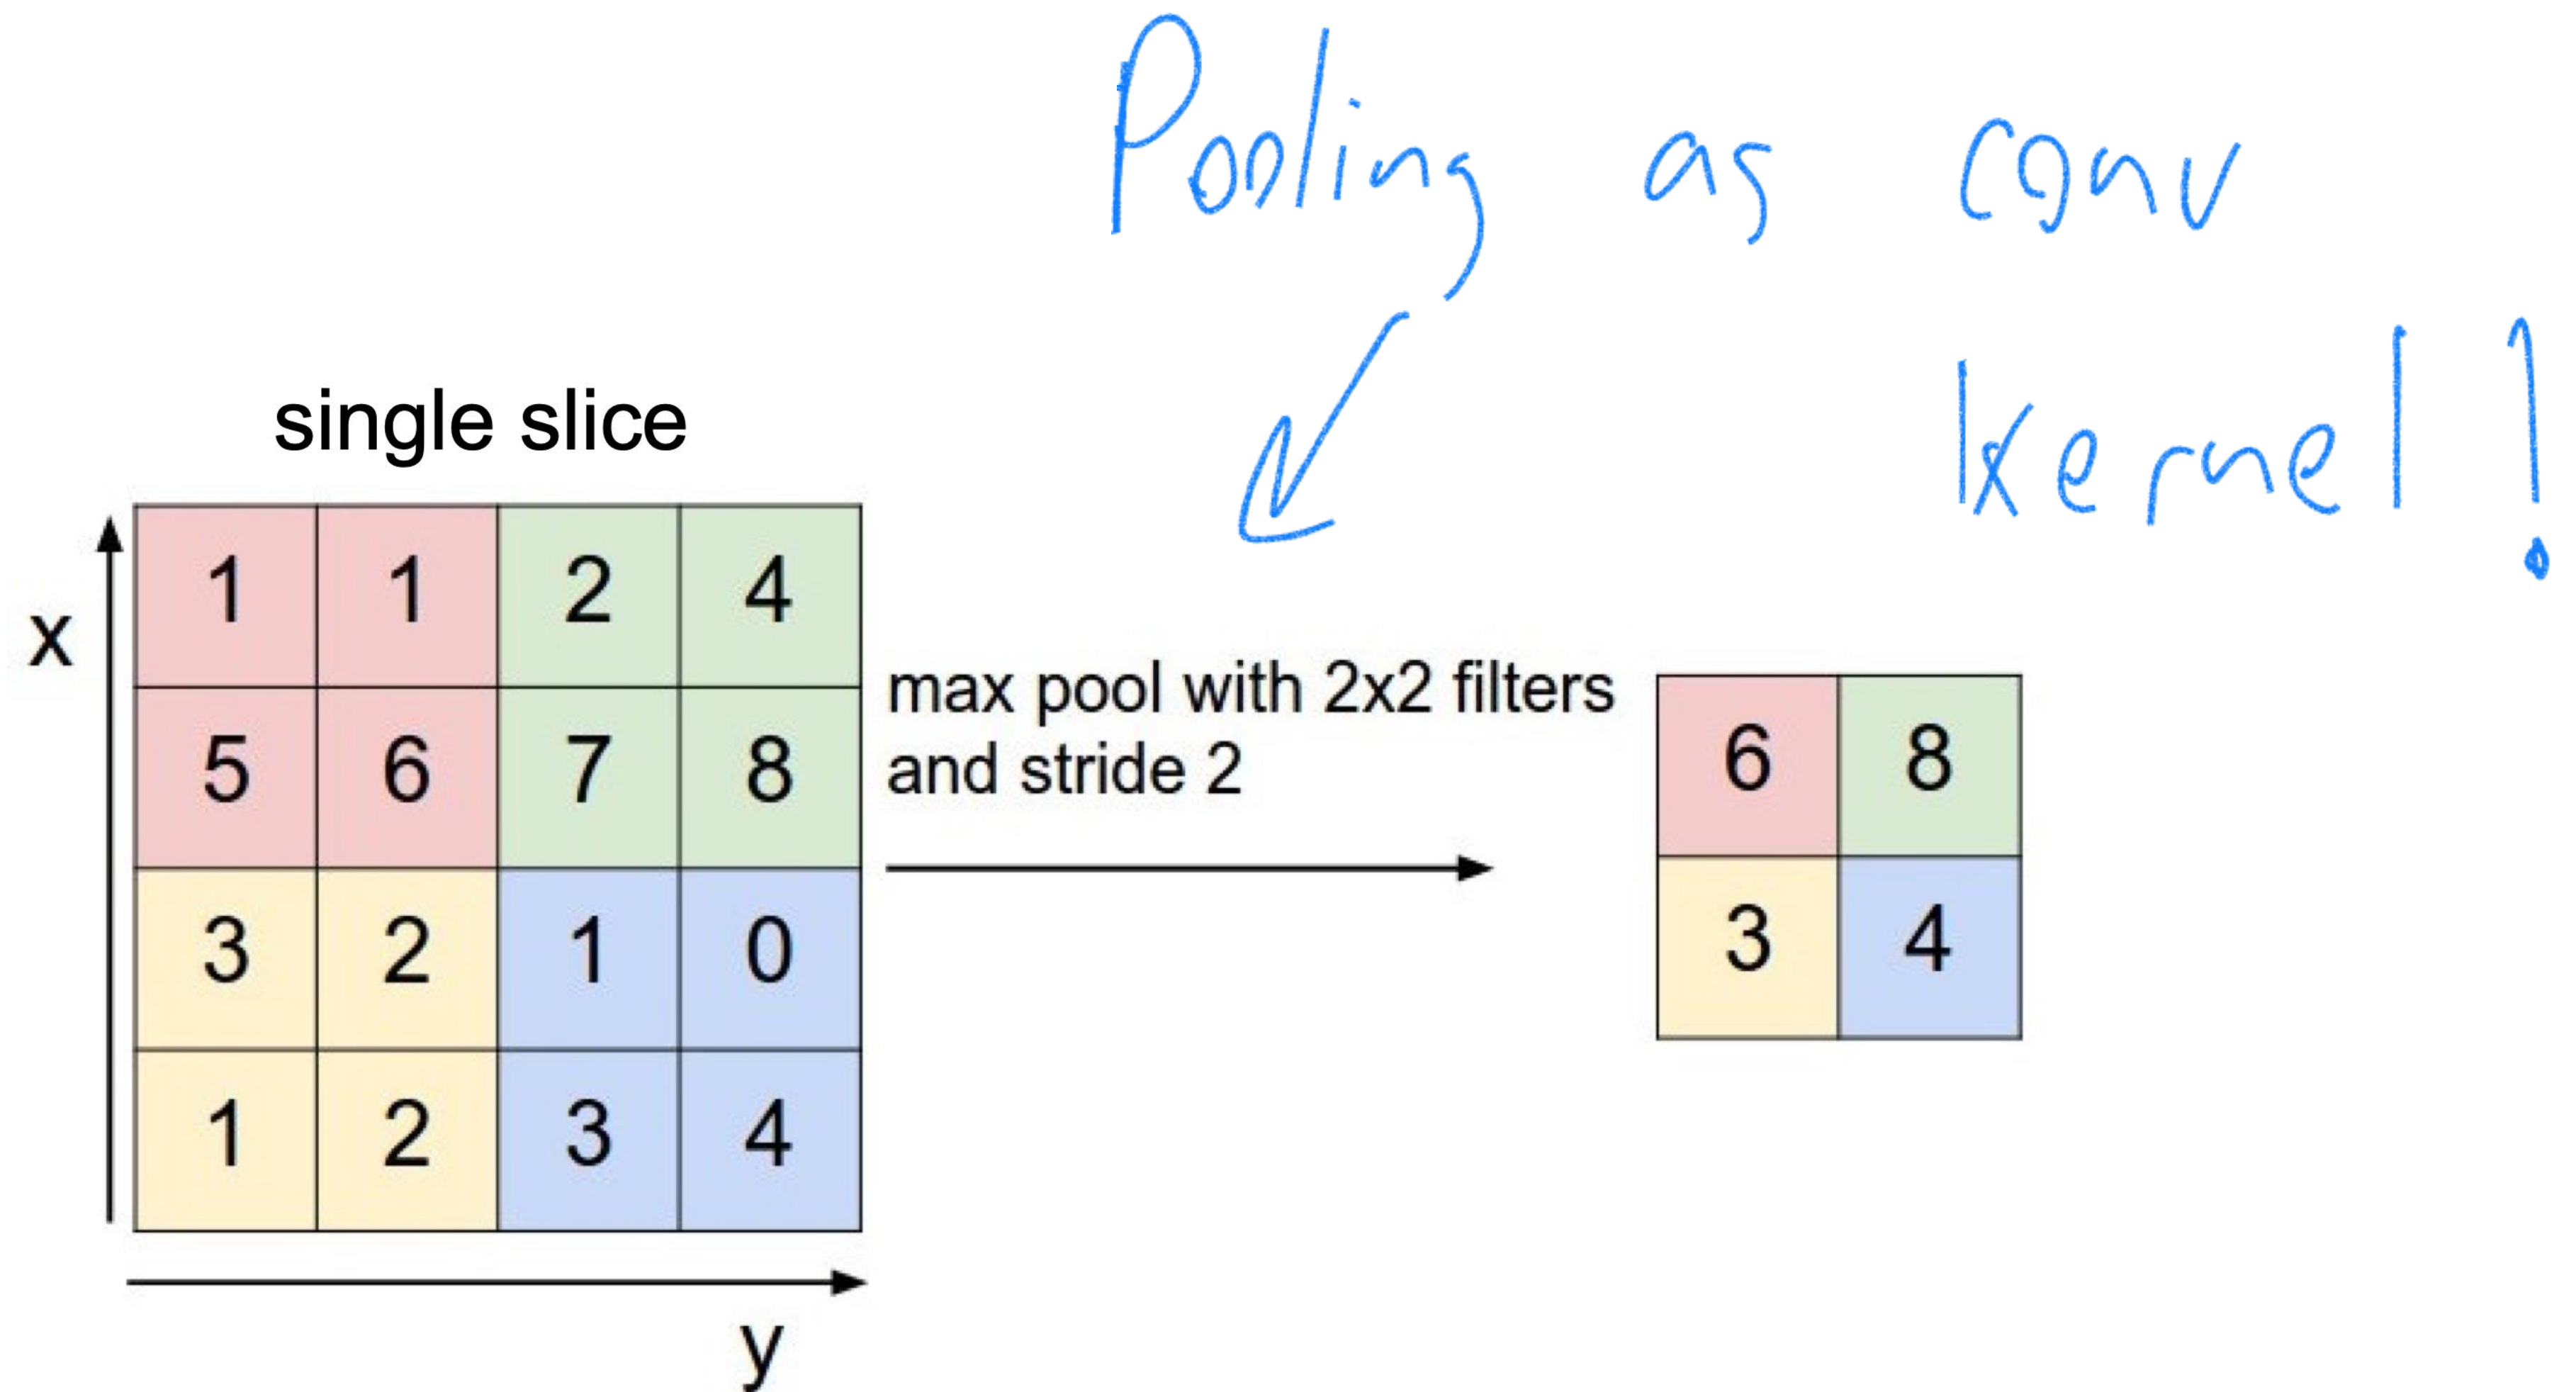 Pooling as conv
kernel!
single slice
x
1 1 2 4
5 6 7 8
3 2 1 0
1 2 3 4
y
max pool with 2x2 filters
and stride 2
6 8
3 4